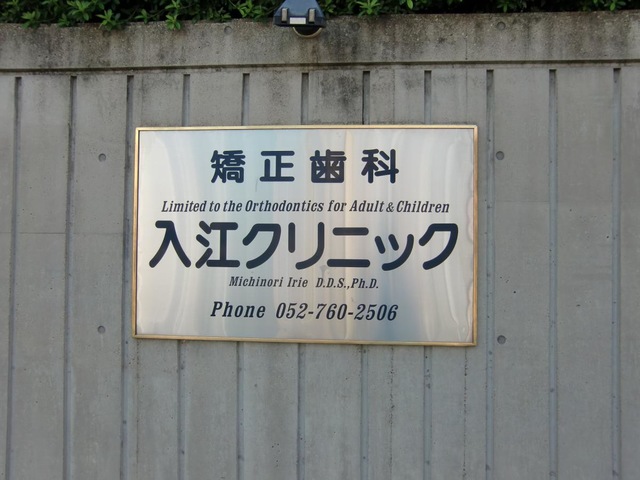 矯正歯科
Limited to the Orthodontics for Adult & Children
入江クリニック
Michinori Irie D.D.S.,Ph.D.
Phone 052-760-2506